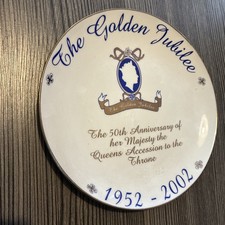 The Golden Jubilee
The 50th Anniversary of
her Majesty the
Queens Accession to the
Throne
1952 - 2002